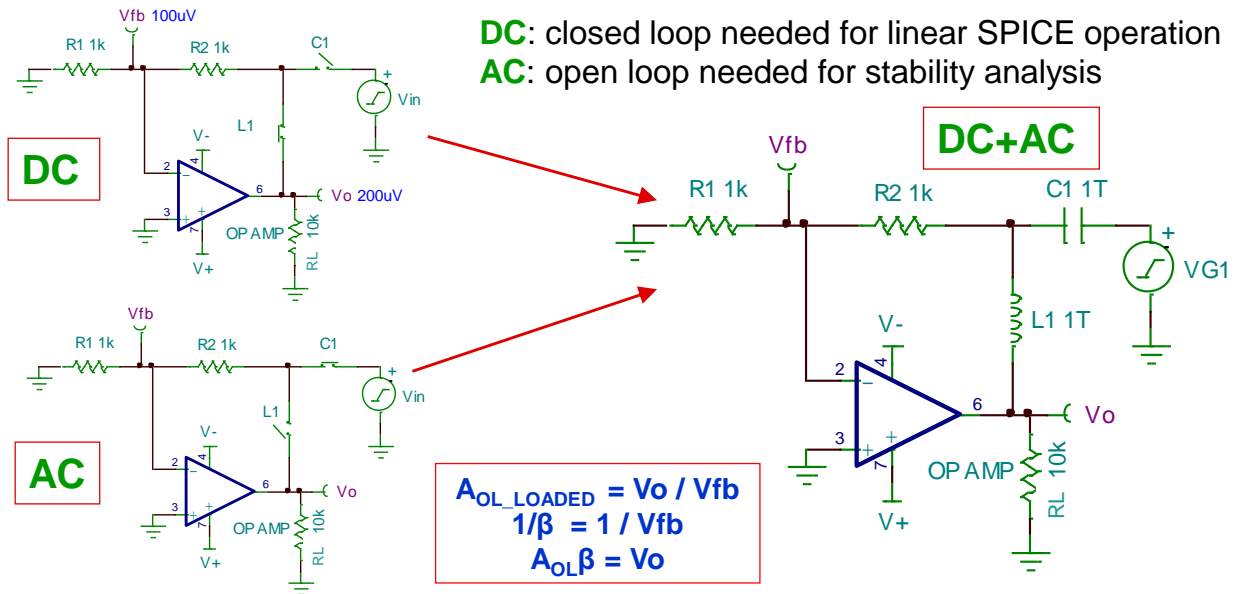 DC: closed loop needed for linear SPICE operation
AC: open loop needed for stability analysis
Vfb 100uV
R1 1k
R2 1k
C1
+
Vin
L1
DC
V-
2
4
3
7
6
Vo 200uV
OPAMP
RL 10k
V+
Vfb
R1 1k
R2 1k
C1
+
Vin
L1
AC
V-
2
4
3
7
6
Vo
OPAMP
RL 10k
V+
DC+AC
Vfb
R1 1k
R2 1k
C1 1T
+
VG1
L1 1T
V-
2
4
3
7
6
Vo
OPAMP
RL 10k
V+
AOL_LOADED = Vo / Vfb
1/β = 1 / Vfb
AOLβ = Vo